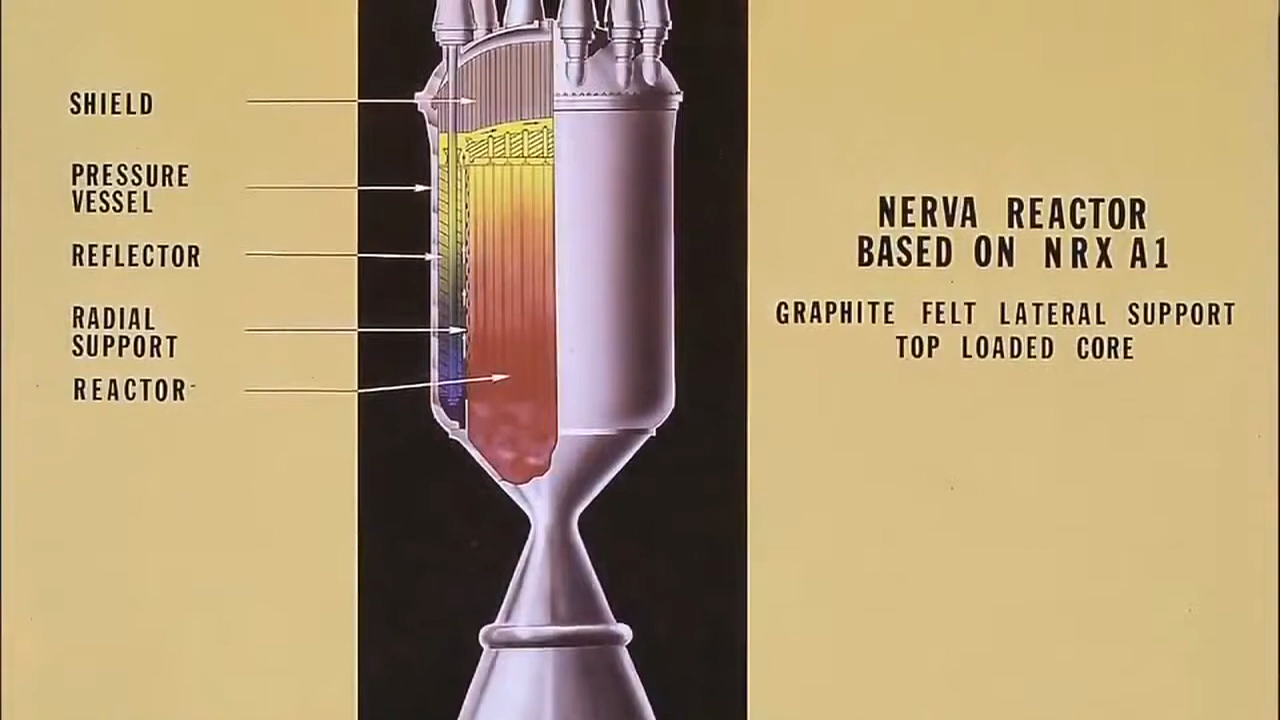 SHIELD
PRESSURE
VESSEL
REFLECTOR
RADIAL
SUPPORT
REACTOR
NERVA REACTOR
BASED ON NRX A1
GRAPHITE FELT LATERAL SUPPORT
TOP LOADED CORE